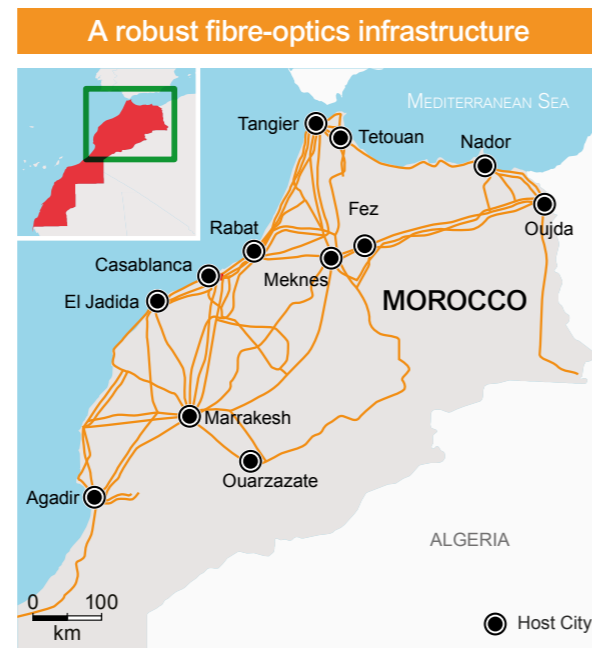 A robust fibre-optics infrastructure
MEDITERRANEAN SEA
Tangier
Tetouan
Nador
Fez
Oujda
Rabat
Casablanca
Meknes
El Jadida
MOROCCO
Marrakesh
Ouarzazate
Agadir
ALGERIA
0 100
km
Host City